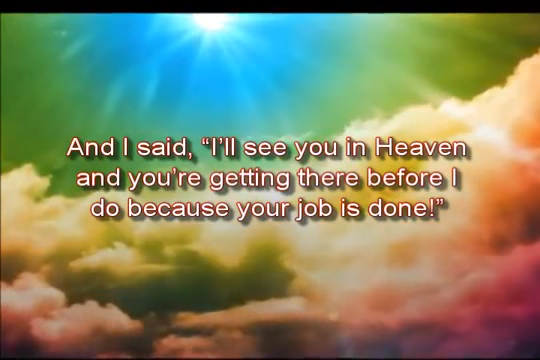 And I said, “I’ll see you in Heaven
and you’re getting there before I
do because your job is done!”